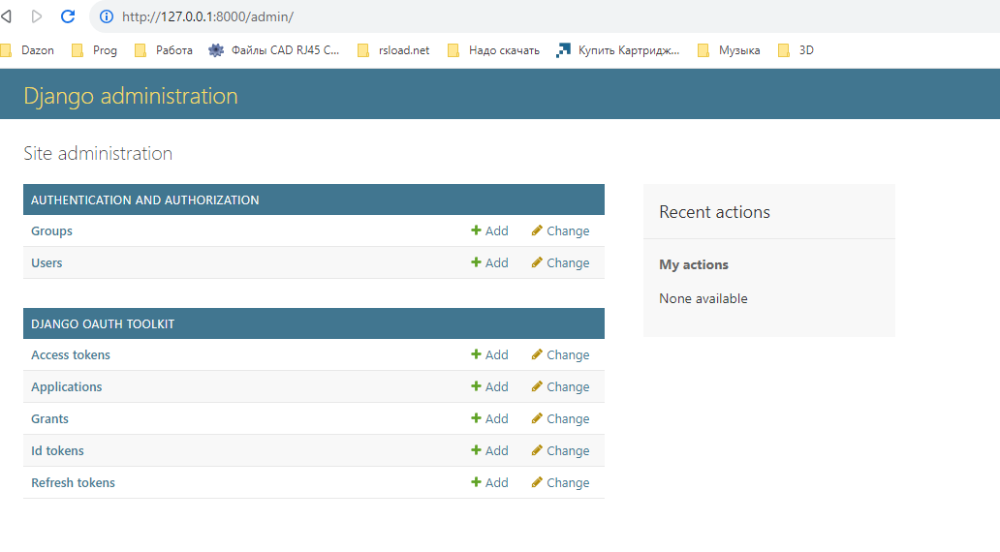 http://127.0.0.1:8000/admin/
Dazon Prog Работа Файлы CAD RJ45 C... rsload.net Надо скачать Купить Картридж... Музыка 3D
Django administration
Site administration
AUTHENTICATION AND AUTHORIZATION
Groups Add Change
Users Add Change
DJANGO OAUTH TOOLKIT
Access tokens Add Change
Applications Add Change
Grants Add Change
Id tokens Add Change
Refresh tokens Add Change
Recent actions
My actions
None available